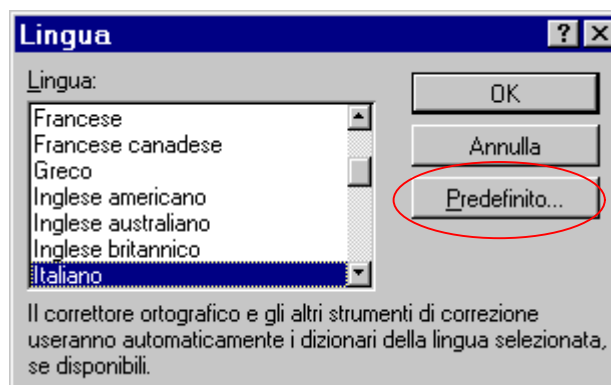 Lingua
Lingua:
Francese
Francese canadese
Greco
Inglese americano
Inglese australiano
Inglese britannico
Italiano
OK
Annulla
Predefinito...
Il correttore ortografico e gli altri strumenti di correzione
useranno automaticamente i dizionari della lingua selezionata,
se disponibili.